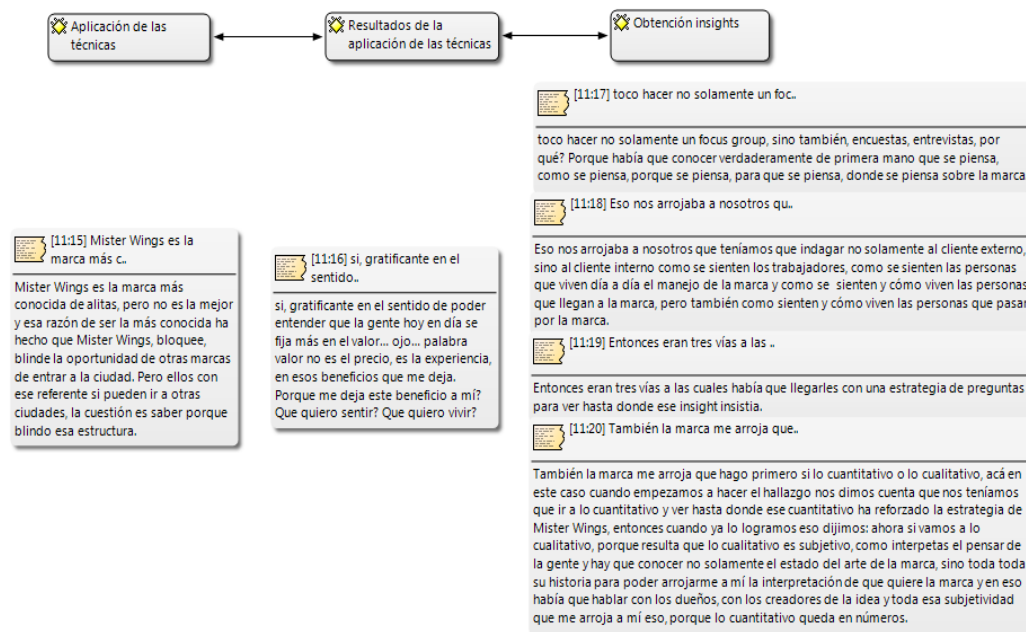 Aplicación de las
técnicas
Resultados de la
aplicación de las técnicas
Obtención insights
[11:15] Mister Wings es la
marca más c..
Mister Wings es la marca más
conocida de alitas, pero no es la mejor
y esa razón de ser la más conocida ha
hecho que Mister Wings, bloquee,
blinde la oportunidad de otras marcas
de entrar a la ciudad. Pero ellos con
ese referente si pueden ir a otras
ciudades, la cuestión es saber porque
blindo esa estructura.
[11:16] si, gratificante en el
sentido..
si, gratificante en el sentido de poder
entender que la gente hoy en día se
fija más en el valor... ojo... palabra
valor no es el precio, es la experiencia,
en esos beneficios que me deja.
Porque me deja este beneficio a mí?
Que quiero sentir? Que quiero vivir?
[11:17] toco hacer no solamente un foc..
toco hacer no solamente un focus group, sino también, encuestas, entrevistas, por
qué? Porque había que conocer verdaderamente de primera mano que se piensa,
como se piensa, porque se piensa, para que se piensa, donde se piensa sobre la marca
[11:18] Eso nos arrojaba a nosotros qu..
Eso nos arrojaba a nosotros que teníamos que indagar no solamente al cliente externo,
sino al cliente interno como se sienten los trabajadores, como se sienten las personas
que viven día a día el manejo de la marca y como se sienten y cómo viven las personas
que llegan a la marca, pero también como sienten y cómo viven las personas que pasan
por la marca.
[11:19] Entonces eran tres vías a las ..
Entonces eran tres vías a las cuales había que llegarles con una estrategia de preguntas
para ver hasta donde ese insight insistia.
[11:20] También la marca me arroja que..
También la marca me arroja que hago primero si lo cuantitativo o lo cualitativo, acá en
este caso cuando empezamos a hacer el hallazgo nos dimos cuenta que nos teníamos
que ir a lo cuantitativo y ver hasta donde ese cuantitativo ha reforzado la estrategia de
Mister Wings, entonces cuando ya lo logramos eso dijimos: ahora si vamos a lo
cualitativo, porque resulta que lo cualitativo es subjetivo, como interpetas el pensar de
la gente y hay que conocer no solamente el estado del arte de la marca, sino toda toda
su historia para poder arrojarme a mí la interpretación de que quiere la marca y en eso
había que hablar con los dueños, con los creadores de la idea y toda esa subjetividad
que me arroja a mí eso, porque lo cuantitativo queda en números.